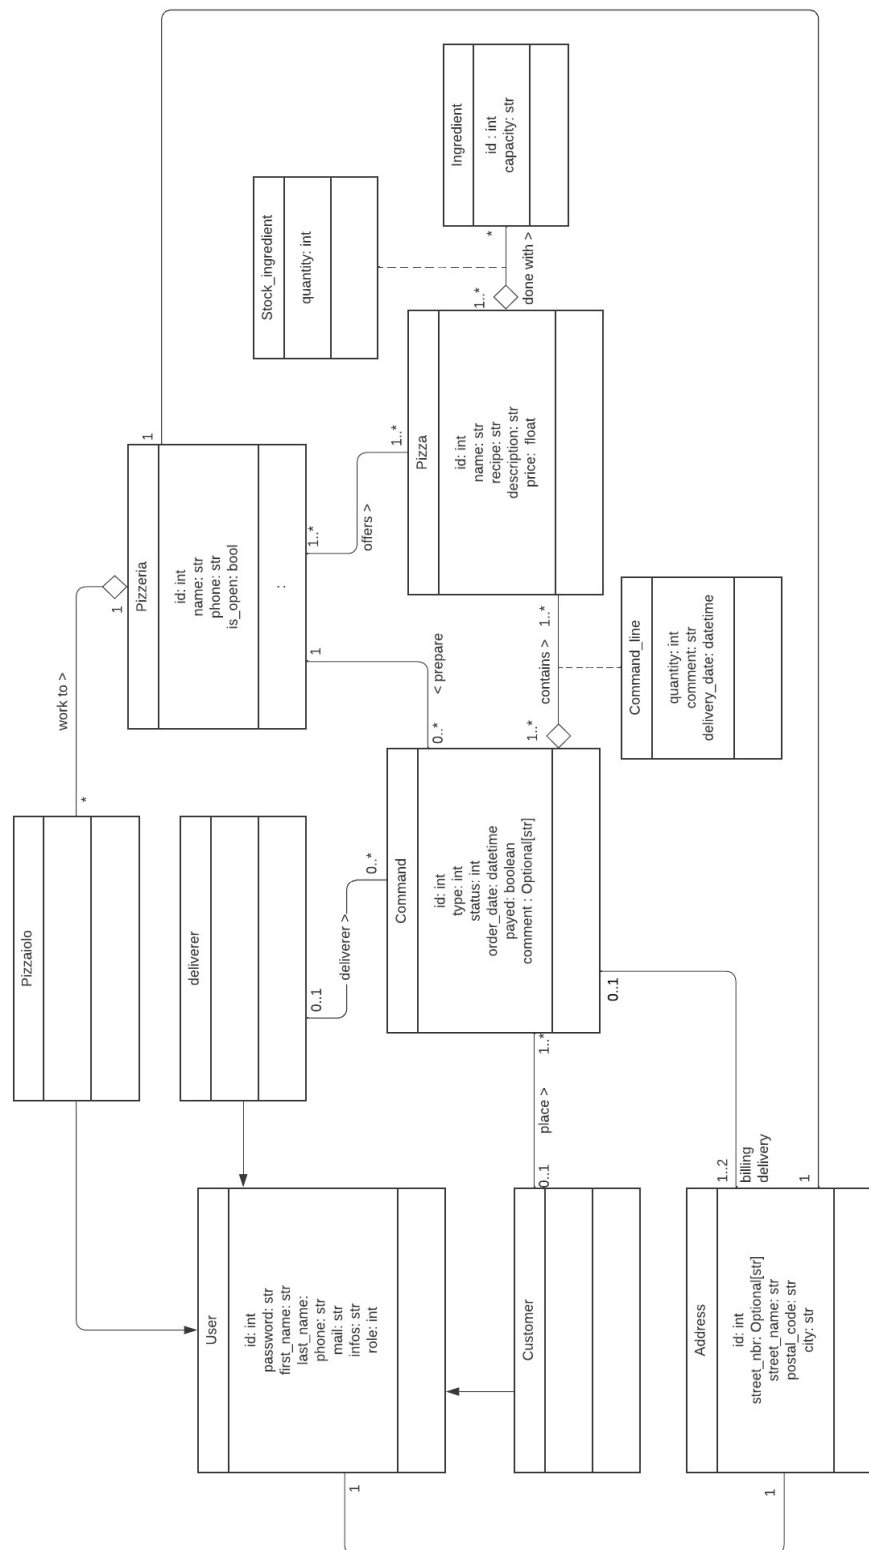 Pizzaiolo
work to >
*
1
Pizzeria
id: int
name: str
phone: str
is_open: bool
:
1
1
1..*
offers >
1..*
Stock_ingredient
quantity: int
Ingredient
id : int
capacity: str
*
done with >
1..*
Pizza
id: int
name: str
recipe: str
description: str
price: float
1..*
contains >
1..*
Command_line
quantity: int
comment: str
delivery_date: datetime
< prepare
0..*
deliverer
0..1
deliverer >
0..*
Command
id: int
type: int
status: int
order_date: datetime
payed: boolean
comment : Optional[str]
0..1
1..*
place >
0..1
User
id: int
password: str
first_name: str
last_name:
phone: str
mail: str
infos: str
role: int
1
Customer
1..2
billing
delivery
1
Address
id: int
street_nbr: Optional[str]
street_name: str
postal_code: str
city: str
1